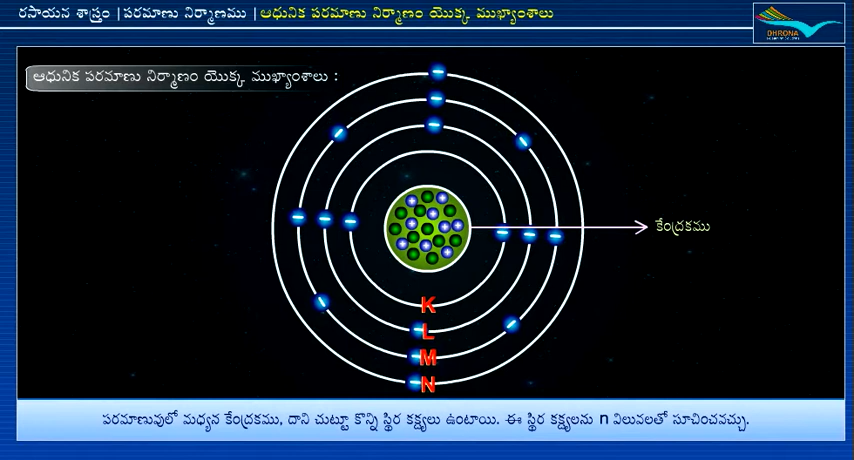 రసాయన శాస్త్రం |పరమాణు నిర్మాణము |ఆధునిక పరమాణు నిర్మాణం యొక్క ముఖ్యాంశాలు
DHRONA
ఆధునిక పరమాణు నిర్మాణం యొక్క ముఖ్యాంశాలు :
కేంద్రకము
K
L
M
N
పరమాణువులో మధ్యన కేంద్రకము, దాని చుట్టూ కొన్ని స్థిర కక్ష్యలు ఉంటాయి. ఈ స్థిర కక్ష్యలను n విలువలతో సూచించవచ్చు.